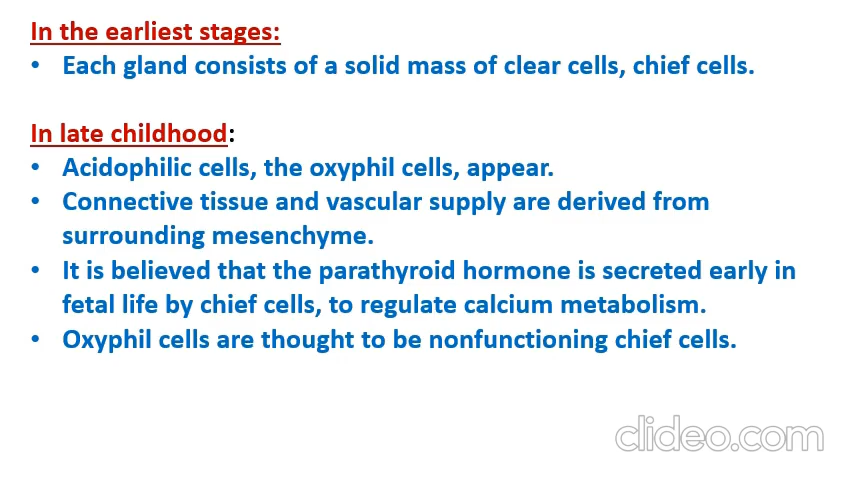 In the earliest stages:
• Each gland consists of a solid mass of clear cells, chief cells.
In late childhood:
• Acidophilic cells, the oxyphil cells, appear.
• Connective tissue and vascular supply are derived from
surrounding mesenchyme.
• It is believed that the parathyroid hormone is secreted early in
fetal life by chief cells, to regulate calcium metabolism.
• Oxyphil cells are thought to be nonfunctioning chief cells.
clideo.com